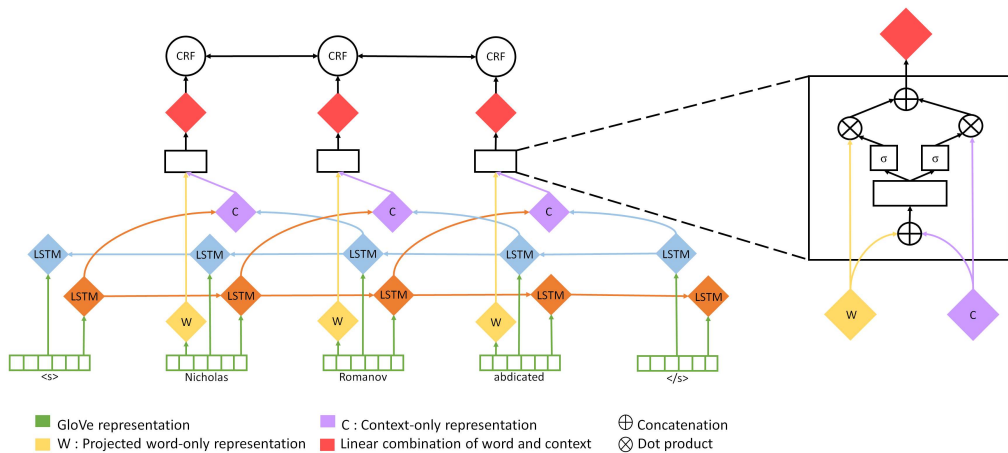 CRF CRF CRF
σ σ
C C C
LSTM LSTM LSTM LSTM LSTM
LSTM LSTM LSTM LSTM LSTM
W W W W C
<s> Nicholas Romanov abdicated </s>
GloVe representation C : Context-only representation Concatenation
W : Projected word-only representation Linear combination of word and context Dot product